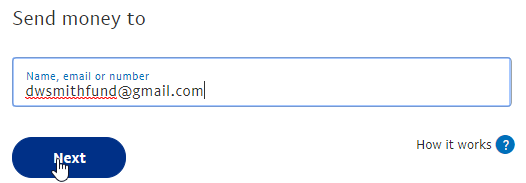 Send money to
Name, email or number
dwsmithfund@gmail.com
Next
How it works ?